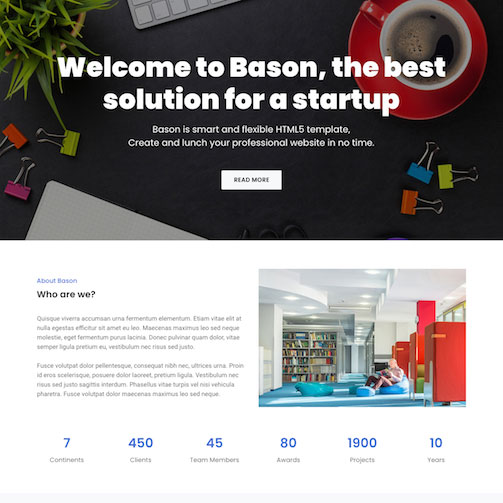 Welcome to Bason, the best
solution for a startup
Bason is smart and flexible HTML5 template,
Create and lunch your professional website in no time.
READ MORE
About Bason
Who are we?
Quisque viverra accumsan urna fermentum elementum. Etiam vitae elit at
nulla egestas efficitur sit amet eu leo. Maecenas maximus leo sed neque
molestie, eget fermentum purus lacinia. Donec pulvinar quam dolor, vitae
semper ligula pretium eu, vestibulum nec risus sed justo.
Fusce volutpat dolor pellentesque, consequat nibh nec, ultrices urna. Proin
id eros scelerisque, posuere dolor laoreet, pretium ligula. Vestibulum nec
risus sed justo sagittis interdum. Phasellus vitae turpis vel nisi vehicula
pharetra. Fusce volutpat dolor maecenas maximus leo sed neque.
7 450 45 80 1900 10
Continents Clients Team Members Awards Projects Years